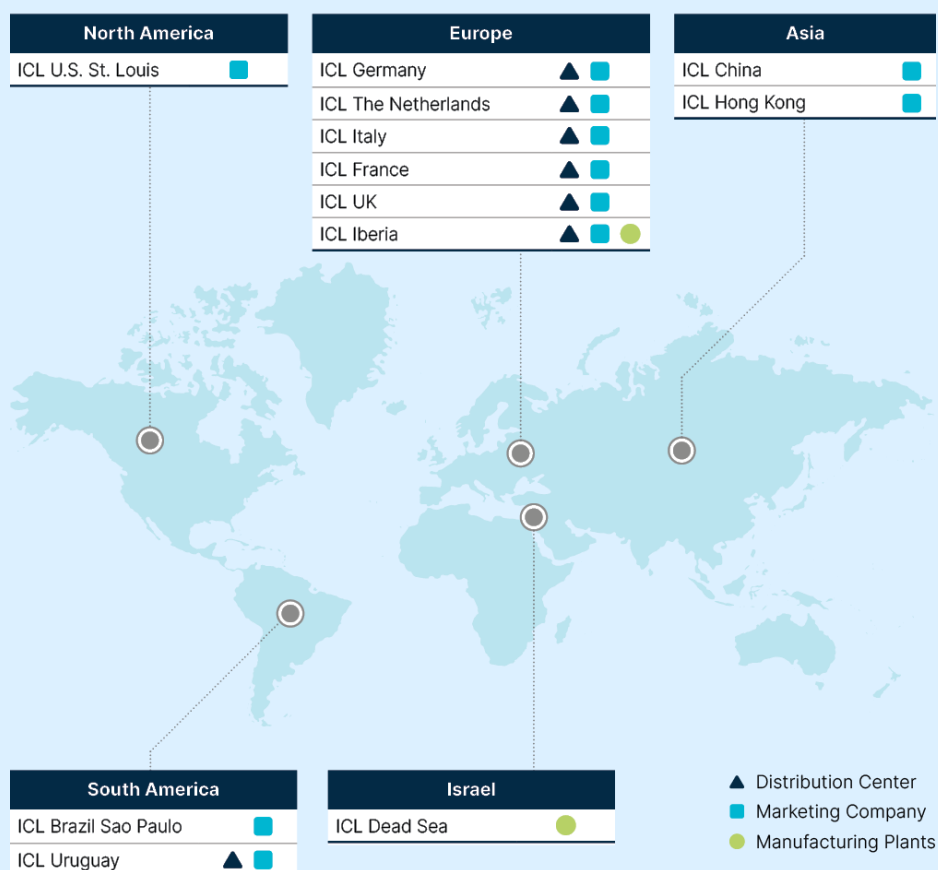 North America
ICL U.S. St. Louis
Europe
ICL Germany
ICL The Netherlands
ICL Italy
ICL France
ICL UK
ICL Iberia
Asia
ICL China
ICL Hong Kong
South America
ICL Brazil Sao Paulo
ICL Uruguay
Israel
ICL Dead Sea
Distribution Center
Marketing Company
Manufacturing Plants